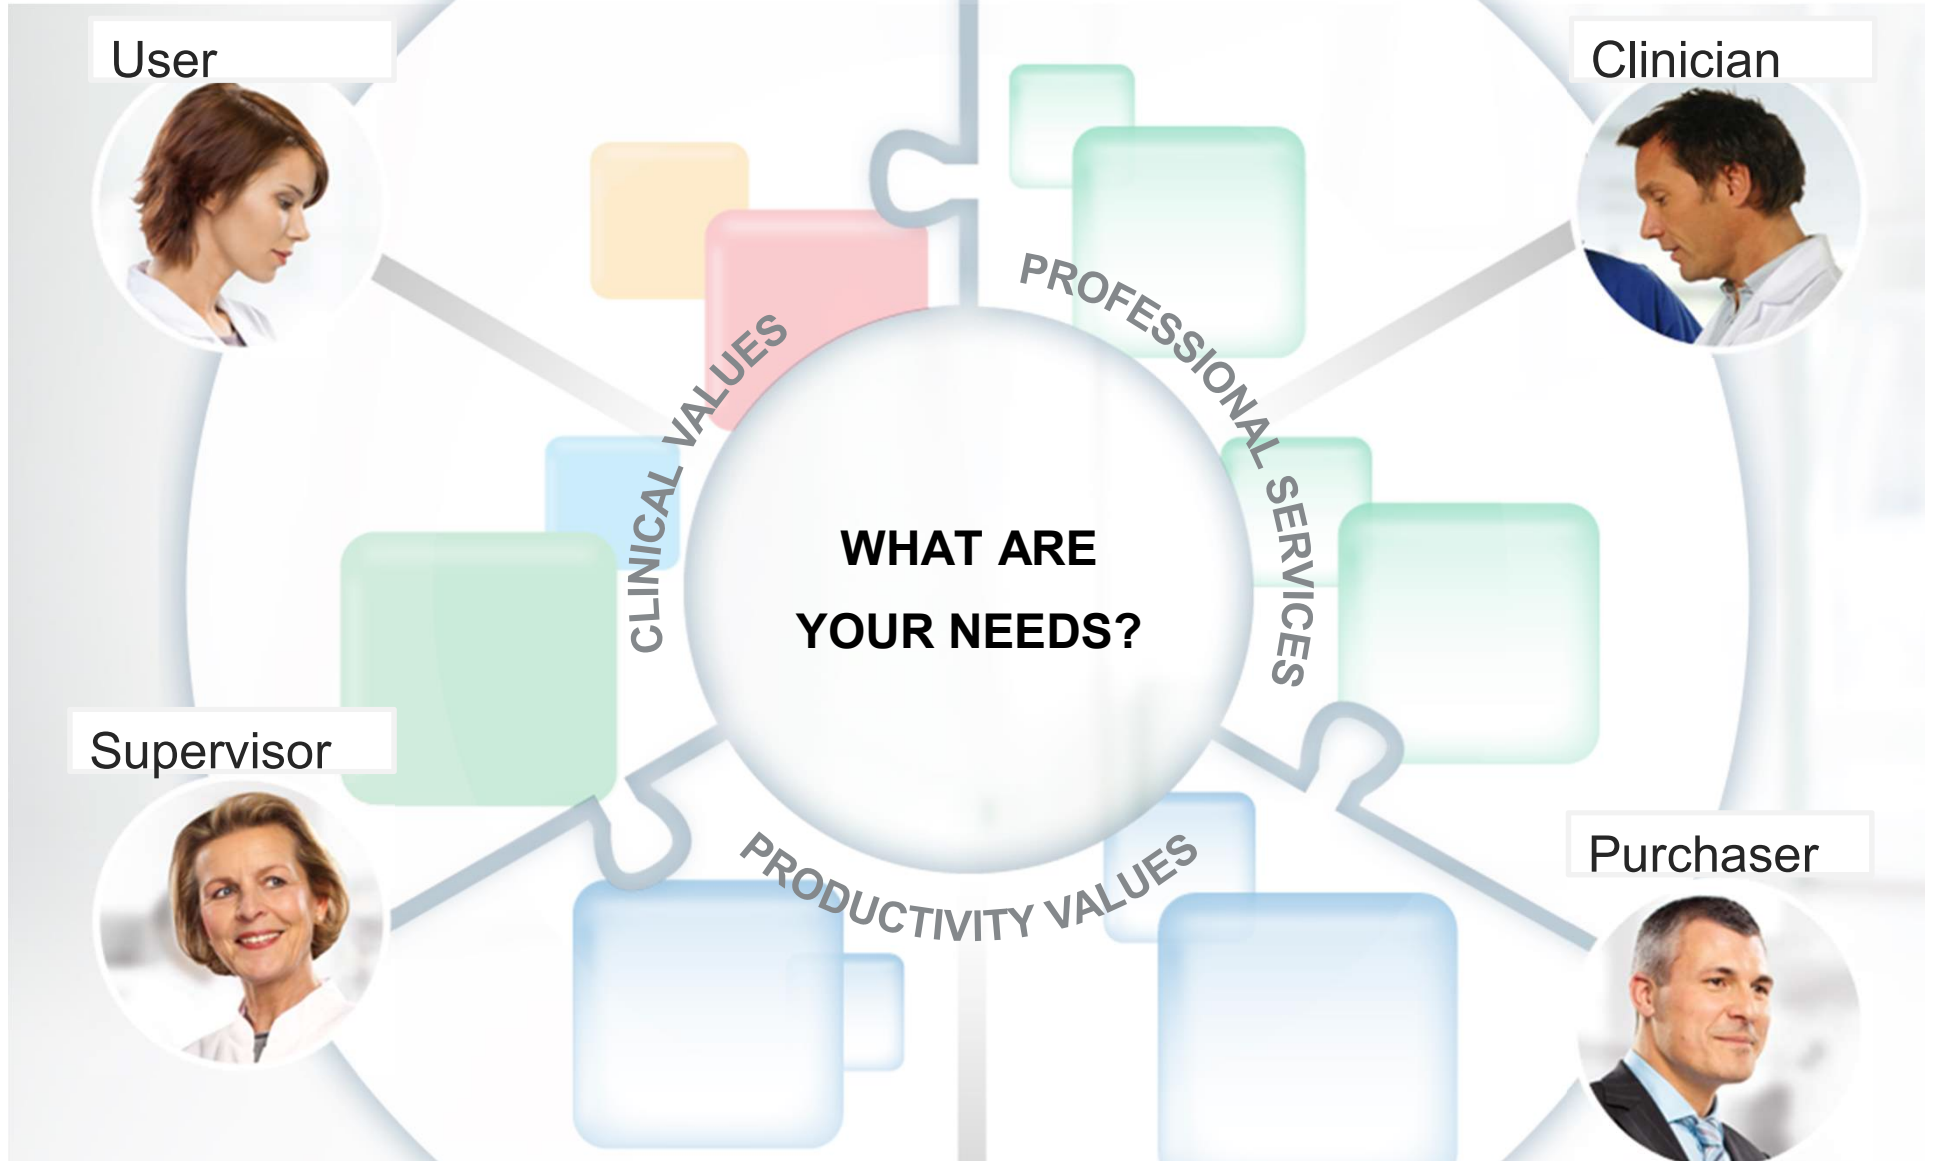 User
Clinician
CLINICAL VALUES
PROFESSIONAL SERVICES
WHAT ARE
YOUR NEEDS?
Supervisor
Purchaser
PRODUCTIVITY VALUES